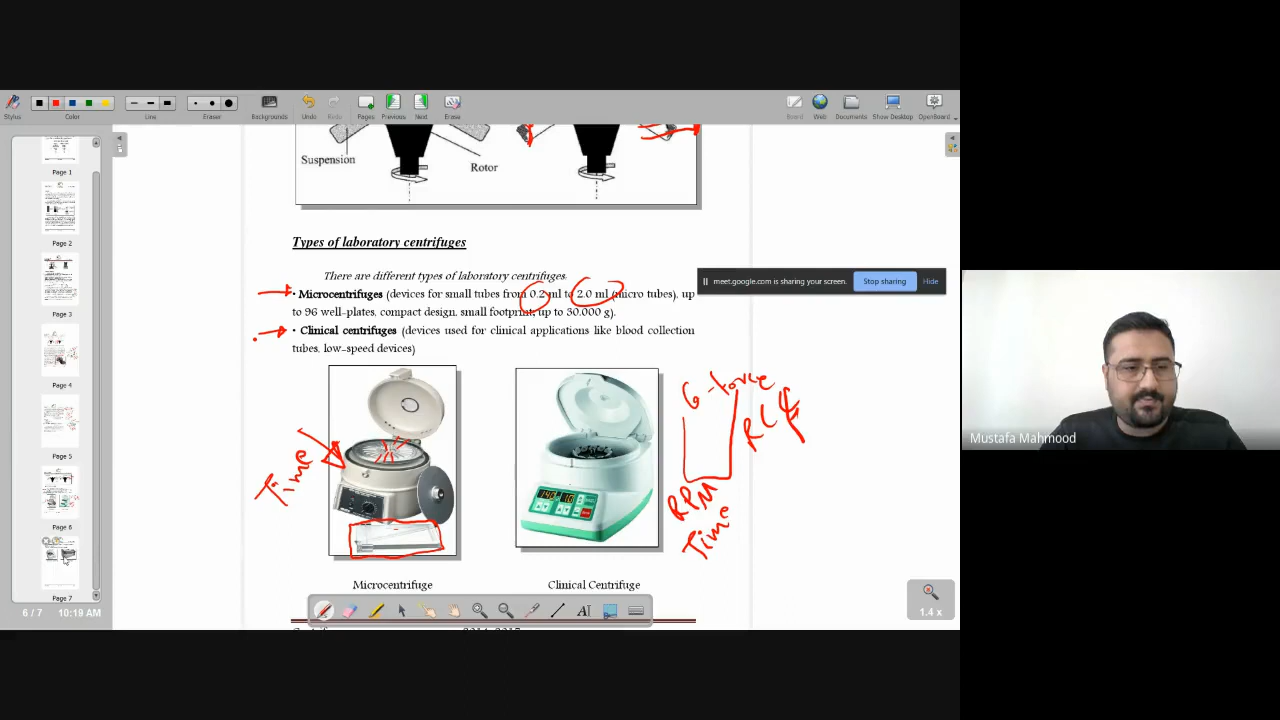 Stylus
Color
Line
Eraser
Backgrounds
Undo
Redo
Pages
Previous
Next
Erase
Board
Web
Documents
Show Desktop
OpenBoard
Page 1
Page 2
Page 3
Page 4
Page 5
Page 6
Page 7
6 / 7
10:19 AM
Suspension
Rotor
Types of laboratory centrifuges
There are different types of laboratory centrifuges.
• Microcentrifuges (devices for small tubes from 0.2 ml to 2.0 ml (micro tubes), up
to 96 well-plates, compact design, small footprint, up to 30,000 g).
• Clinical centrifuges (devices used for clinical applications like blood collection
tubes, low-speed devices)
Time
G-force
RCF
RPM
Time
Microcentrifuge
Clinical Centrifuge
meet.google.com is sharing your screen.
Stop sharing
Hide
1.4 x
Mustafa Mahmood